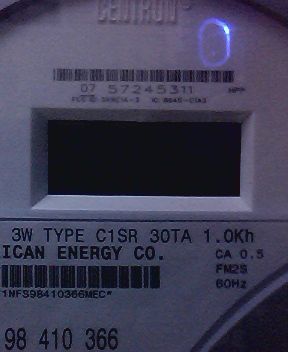 CENTRON®
07 57245311 HPP
3W TYPE C1SR 30TA 1.0Kh
ICAN ENERGY CO. CA 0.5
FM2S
60Hz
1NFS98410366MEC*
98 410 366